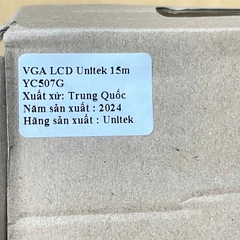 VGA LCD Unitek 15m
YC507G
Xuất xứ: Trung Quốc
Năm sản xuất : 2024
Hãng sản xuất : Unitek